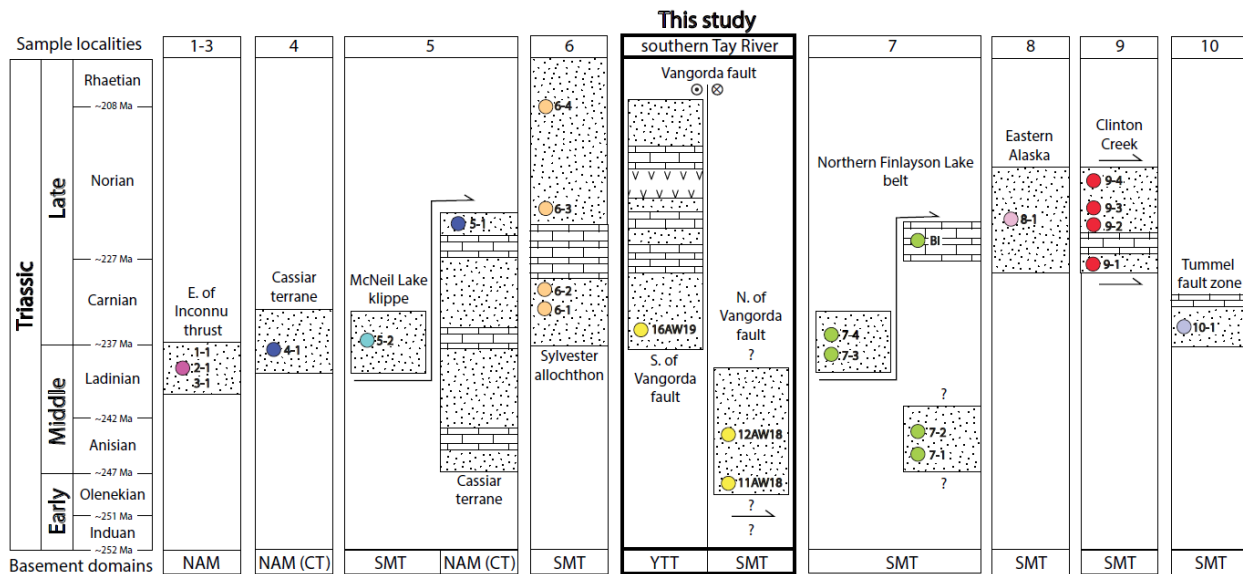 This study
Sample localities
1-3
4
5
6
southern Tay River
7
8
9
10
Triassic
Late
Middle
Early
Rhaetian
~208 Ma
Norian
~227 Ma
Carnian
~237 Ma
Ladinian
~242 Ma
Anisian
~247 Ma
Olenekian
~251 Ma
Induan
~252 Ma
E. of
Inconnu
thrust
1-1
2-1
3-1
Cassiar
terrane
4-1
McNeil Lake
klippe
5-2
5-1
Cassiar
terrane
6-4
6-3
6-2
6-1
Sylvester
allochthon
Vangorda fault
16AW19
S. of
Vangorda
fault
N. of
Vangorda
fault
?
12AW18
11AW18
?
?
Northern Finlayson Lake
belt
BI
7-4
7-3
?
7-2
7-1
?
Eastern
Alaska
8-1
Clinton
Creek
9-4
9-3
9-2
9-1
Tummel
fault zone
10-1
Basement domains
NAM
NAM (CT)
SMT
NAM (CT)
SMT
YTT
SMT
SMT
SMT
SMT
SMT